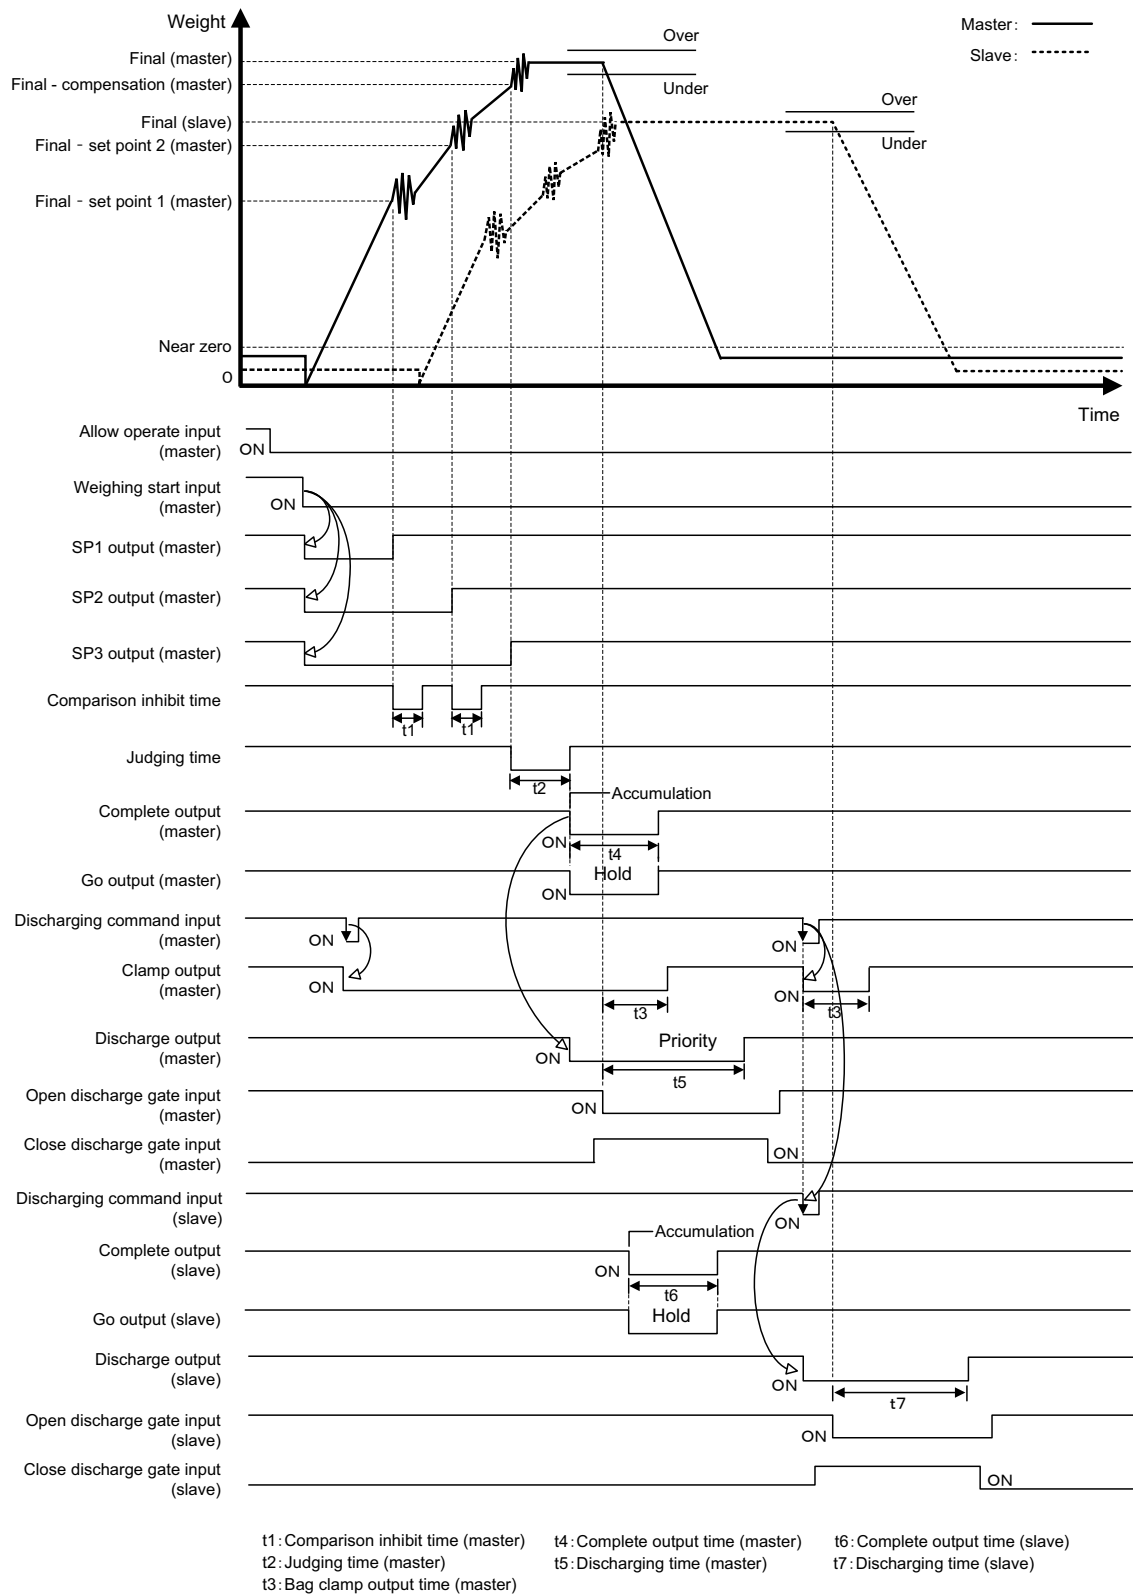 Weight
Master:
Slave:
Over
Final (master)
Final - compensation (master)
Under
Over
Final (slave)
Under
Final - set point 2 (master)
Final - set point 1 (master)
Near zero
0
Time
Allow operate input
(master)
ON
Weighing start input
(master)
ON
SP1 output (master)
SP2 output (master)
SP3 output (master)
Comparison inhibit time
t1
t1
Judging time
t2
Accumulation
Complete output
(master)
ON
t4
Hold
Go output (master)
ON
Discharging command input
(master)
ON
ON
Clamp output
(master)
ON
ON
t3
t3
Discharge output
(master)
ON
Priority
t5
Open discharge gate input
(master)
ON
Close discharge gate input
(master)
ON
Discharging command input
(slave)
ON
Accumulation
Complete output
(slave)
ON
t6
Hold
Go output (slave)
Discharge output
(slave)
ON
t7
Open discharge gate input
(slave)
ON
Close discharge gate input
(slave)
ON
t1:Comparison inhibit time (master)
t2:Judging time (master)
t3:Bag clamp output time (master)
t4:Complete output time (master)
t5:Discharging time (master)
t6:Complete output time (slave)
t7:Discharging time (slave)